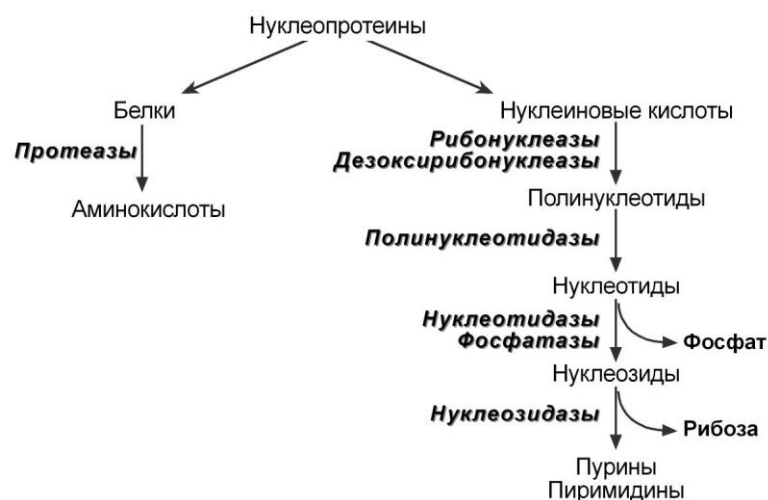 Нуклеопротеины
Белки
Нуклеиновые кислоты
Протеазы
Рибонуклеазы
Дезоксирибонуклеазы
Аминокислоты
Полинуклеотиды
Полинуклеотидазы
Нуклеотиды
Нуклеотидазы
Фосфатазы
Фосфат
Нуклеозиды
Нуклеозидазы
Рибоза
Пурины
Пиримидины